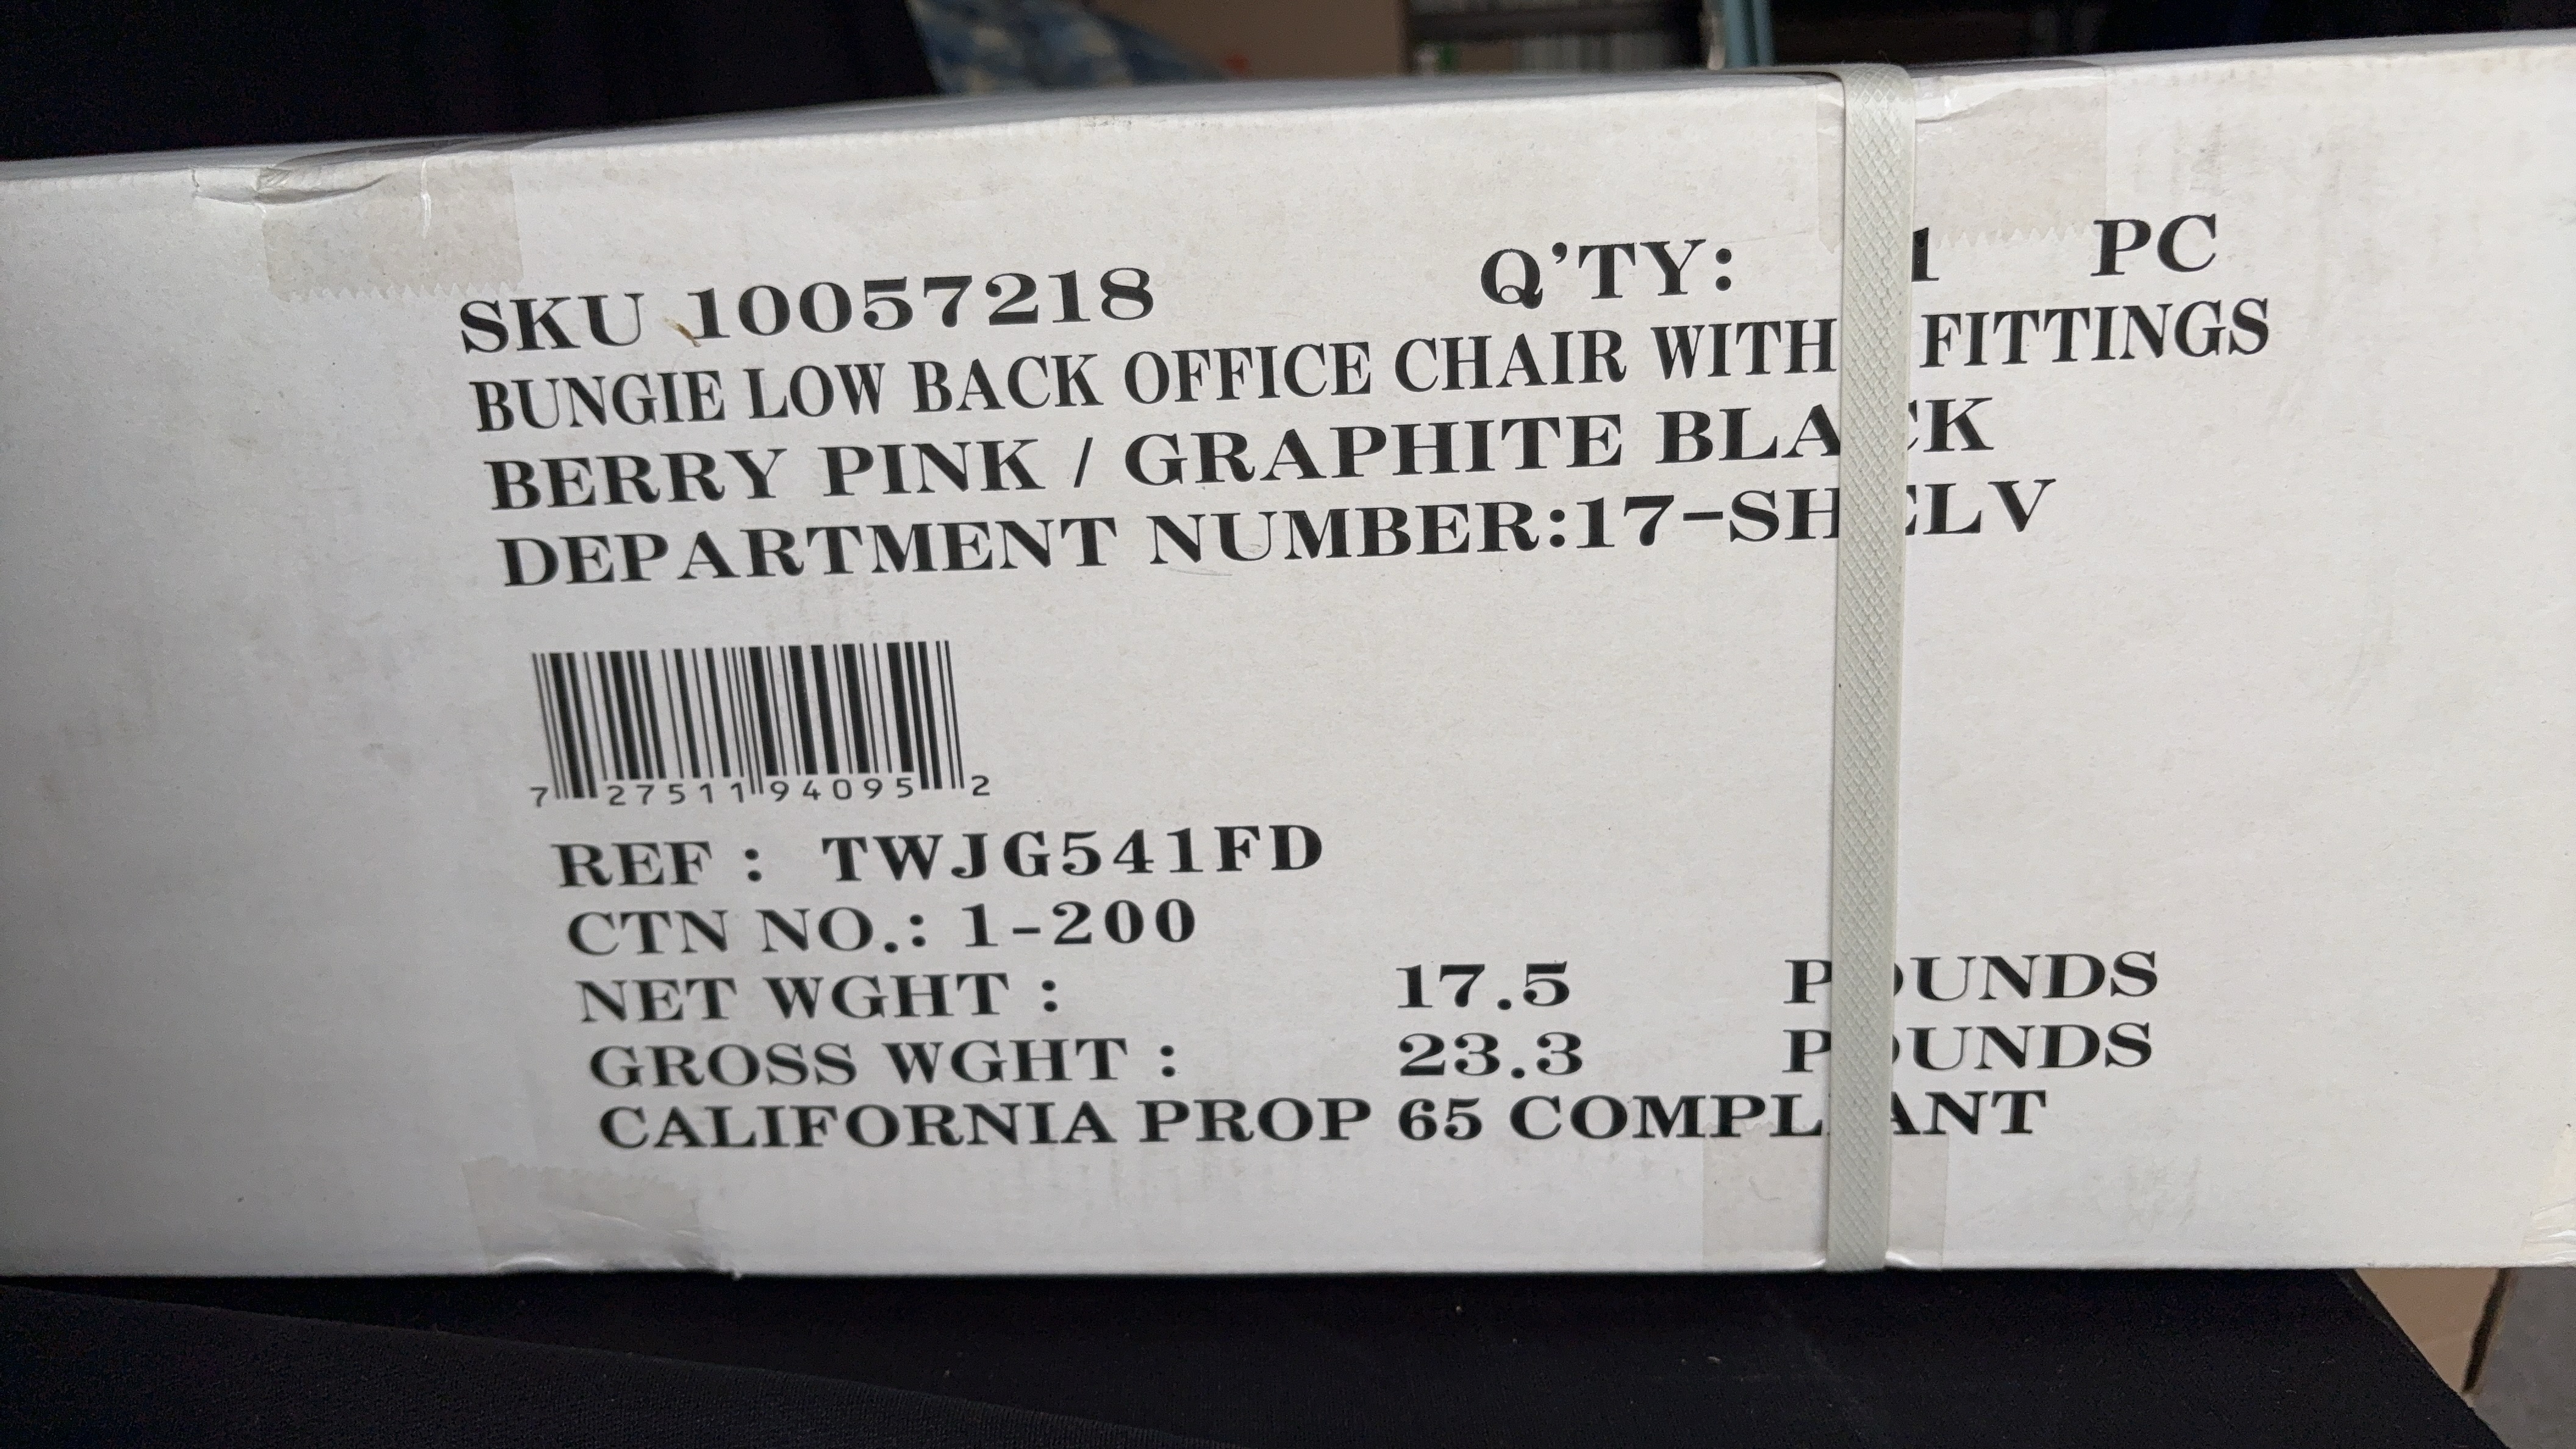 SKU 10057218 Q'TY: 1 PC
BUNGIE LOW BACK OFFICE CHAIR WITH FITTINGS
BERRY PINK / GRAPHITE BLACK
DEPARTMENT NUMBER:17-SHELV
7 27511 94095 2
REF : TWJG541FD
CTN NO.: 1-200
NET WGHT : 17.5 POUNDS
GROSS WGHT : 23.3 POUNDS
CALIFORNIA PROP 65 COMPLIANT